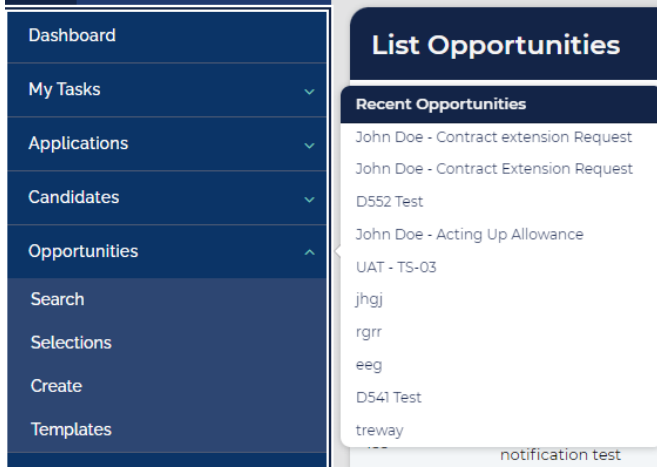 Dashboard
My Tasks
Applications
Candidates
Opportunities
Search
Selections
Create
Templates
List Opportunities
Recent Opportunities
John Doe - Contract extension Request
John Doe - Contract Extension Request
D552 Test
John Doe - Acting Up Allowance
UAT - TS-03
jhgj
rgrr
eeg
D541 Test
treway
notification test